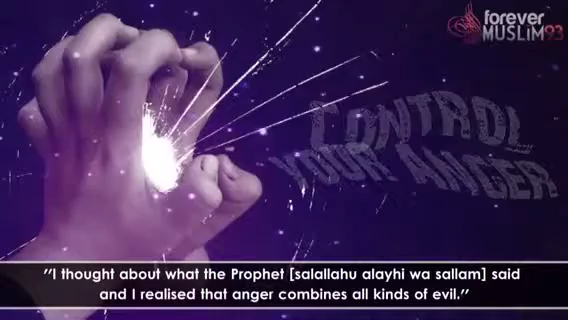 forever
MUSLiM93
CONTROL
YOUR ANGER
"I thought about what the Prophet [salallahu alayhi wa sallam] said
and I realised that anger combines all kinds of evil."